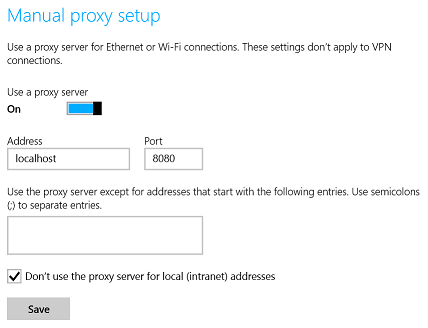 Manual proxy setup
Use a proxy server for Ethernet or Wi-Fi connections. These settings don't apply to VPN
connections.
Use a proxy server
On
Address Port
localhost 8080
Use the proxy server except for addresses that start with the following entries. Use semicolons
(;) to separate entries.
Don't use the proxy server for local (intranet) addresses
Save